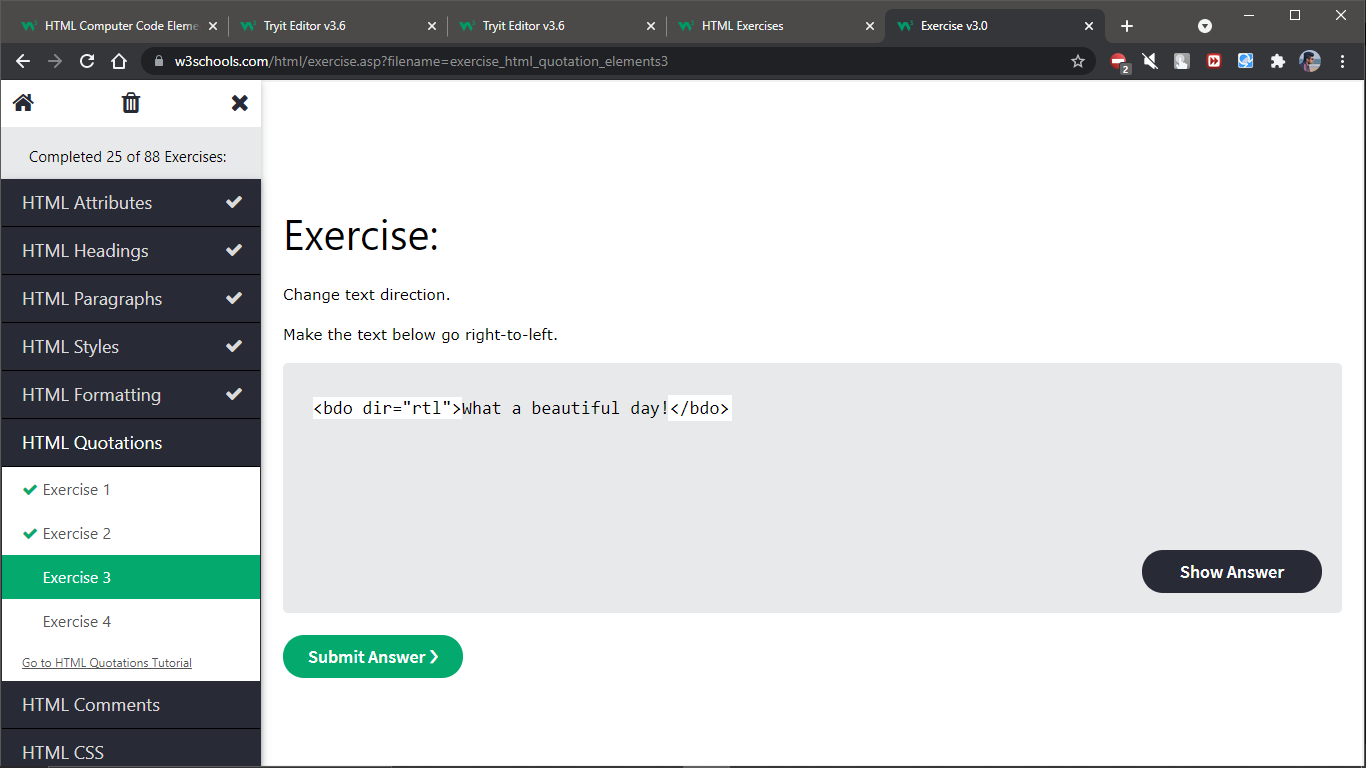 HTML Computer Code Eleme
Tryit Editor v3.6
Tryit Editor v3.6
HTML Exercises
Exercise v3.0
w3schools.com/html/exercise.asp?filename=exercise_html_quotation_elements3
2
Completed 25 of 88 Exercises:
HTML Attributes
HTML Headings
HTML Paragraphs
HTML Styles
HTML Formatting
HTML Quotations
Exercise 1
Exercise 2
Exercise 3
Exercise 4
Go to HTML Quotations Tutorial
HTML Comments
HTML CSS
Exercise:
Change text direction.
Make the text below go right-to-left.
<bdo dir="rtl">What a beautiful day!</bdo>
Show Answer
Submit Answer ❯